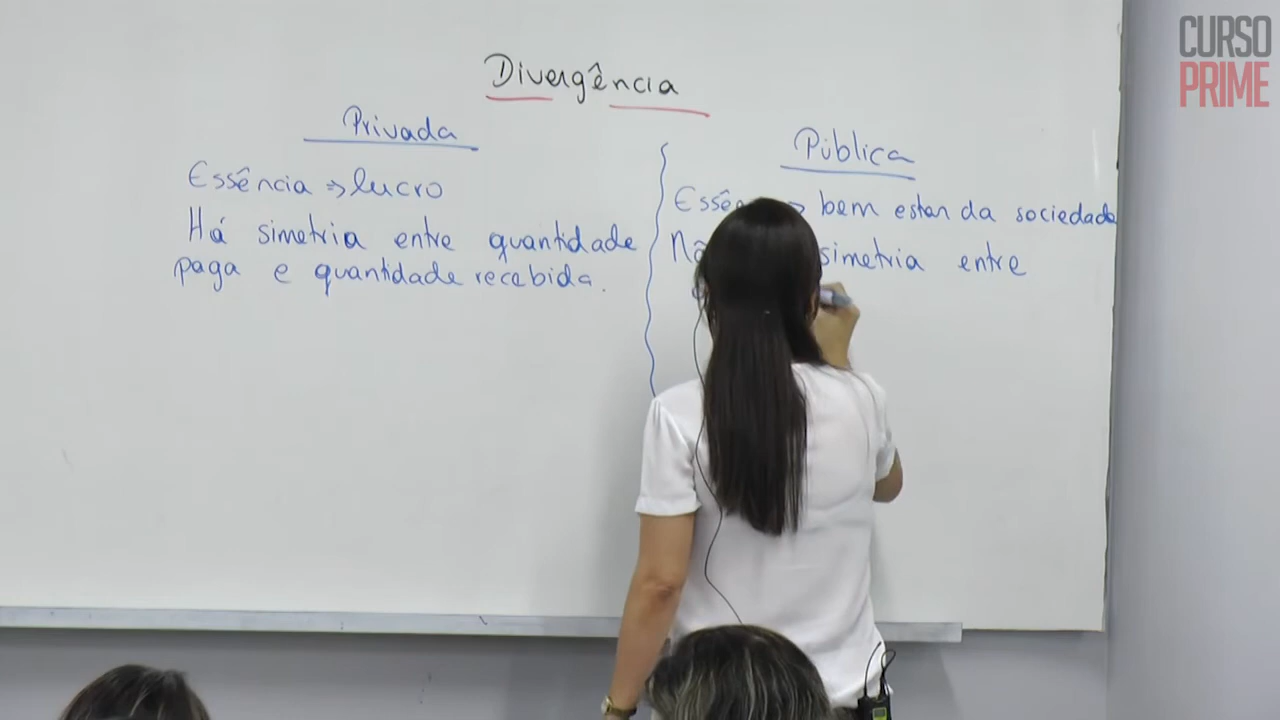 Divergência
Privada
Essência => lucro
Há simetria entre quantidade
paga e quantidade recebida.
Pública
bem estar da sociedade
simetria entre
CURSO
PRIME